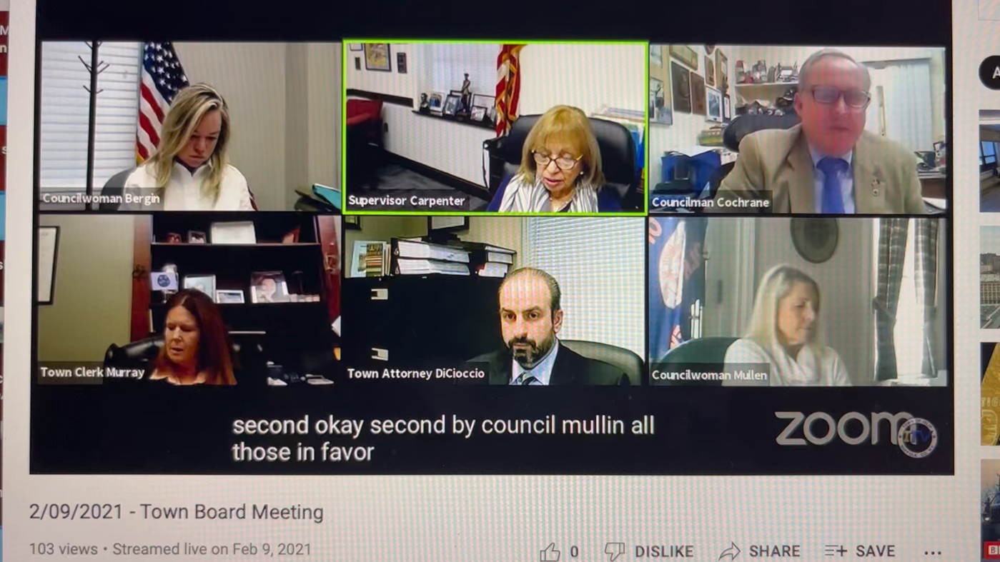 Councilwoman Bergin
Supervisor Carpenter
Councilman Cochrane
Town Clerk Murray
Town Attorney DiCioccio
Councilwoman Mullen
second okay second by council mullin all
those in favor
zoom
2/09/2021 - Town Board Meeting
103 views • Streamed live on Feb 9, 2021
0
DISLIKE
SHARE
SAVE
...